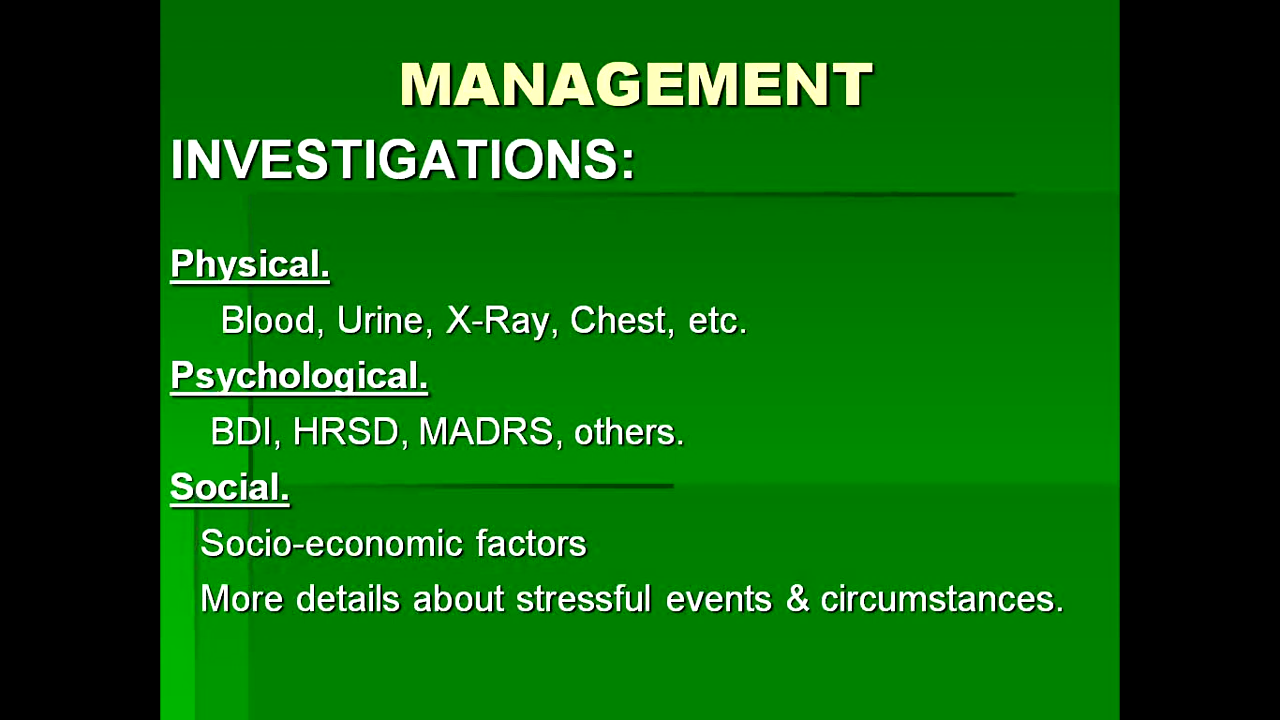 MANAGEMENT
INVESTIGATIONS:
Physical.
Blood, Urine, X-Ray, Chest, etc.
Psychological.
BDI, HRSD, MADRS, others.
Social.
Socio-economic factors
More details about stressful events & circumstances.